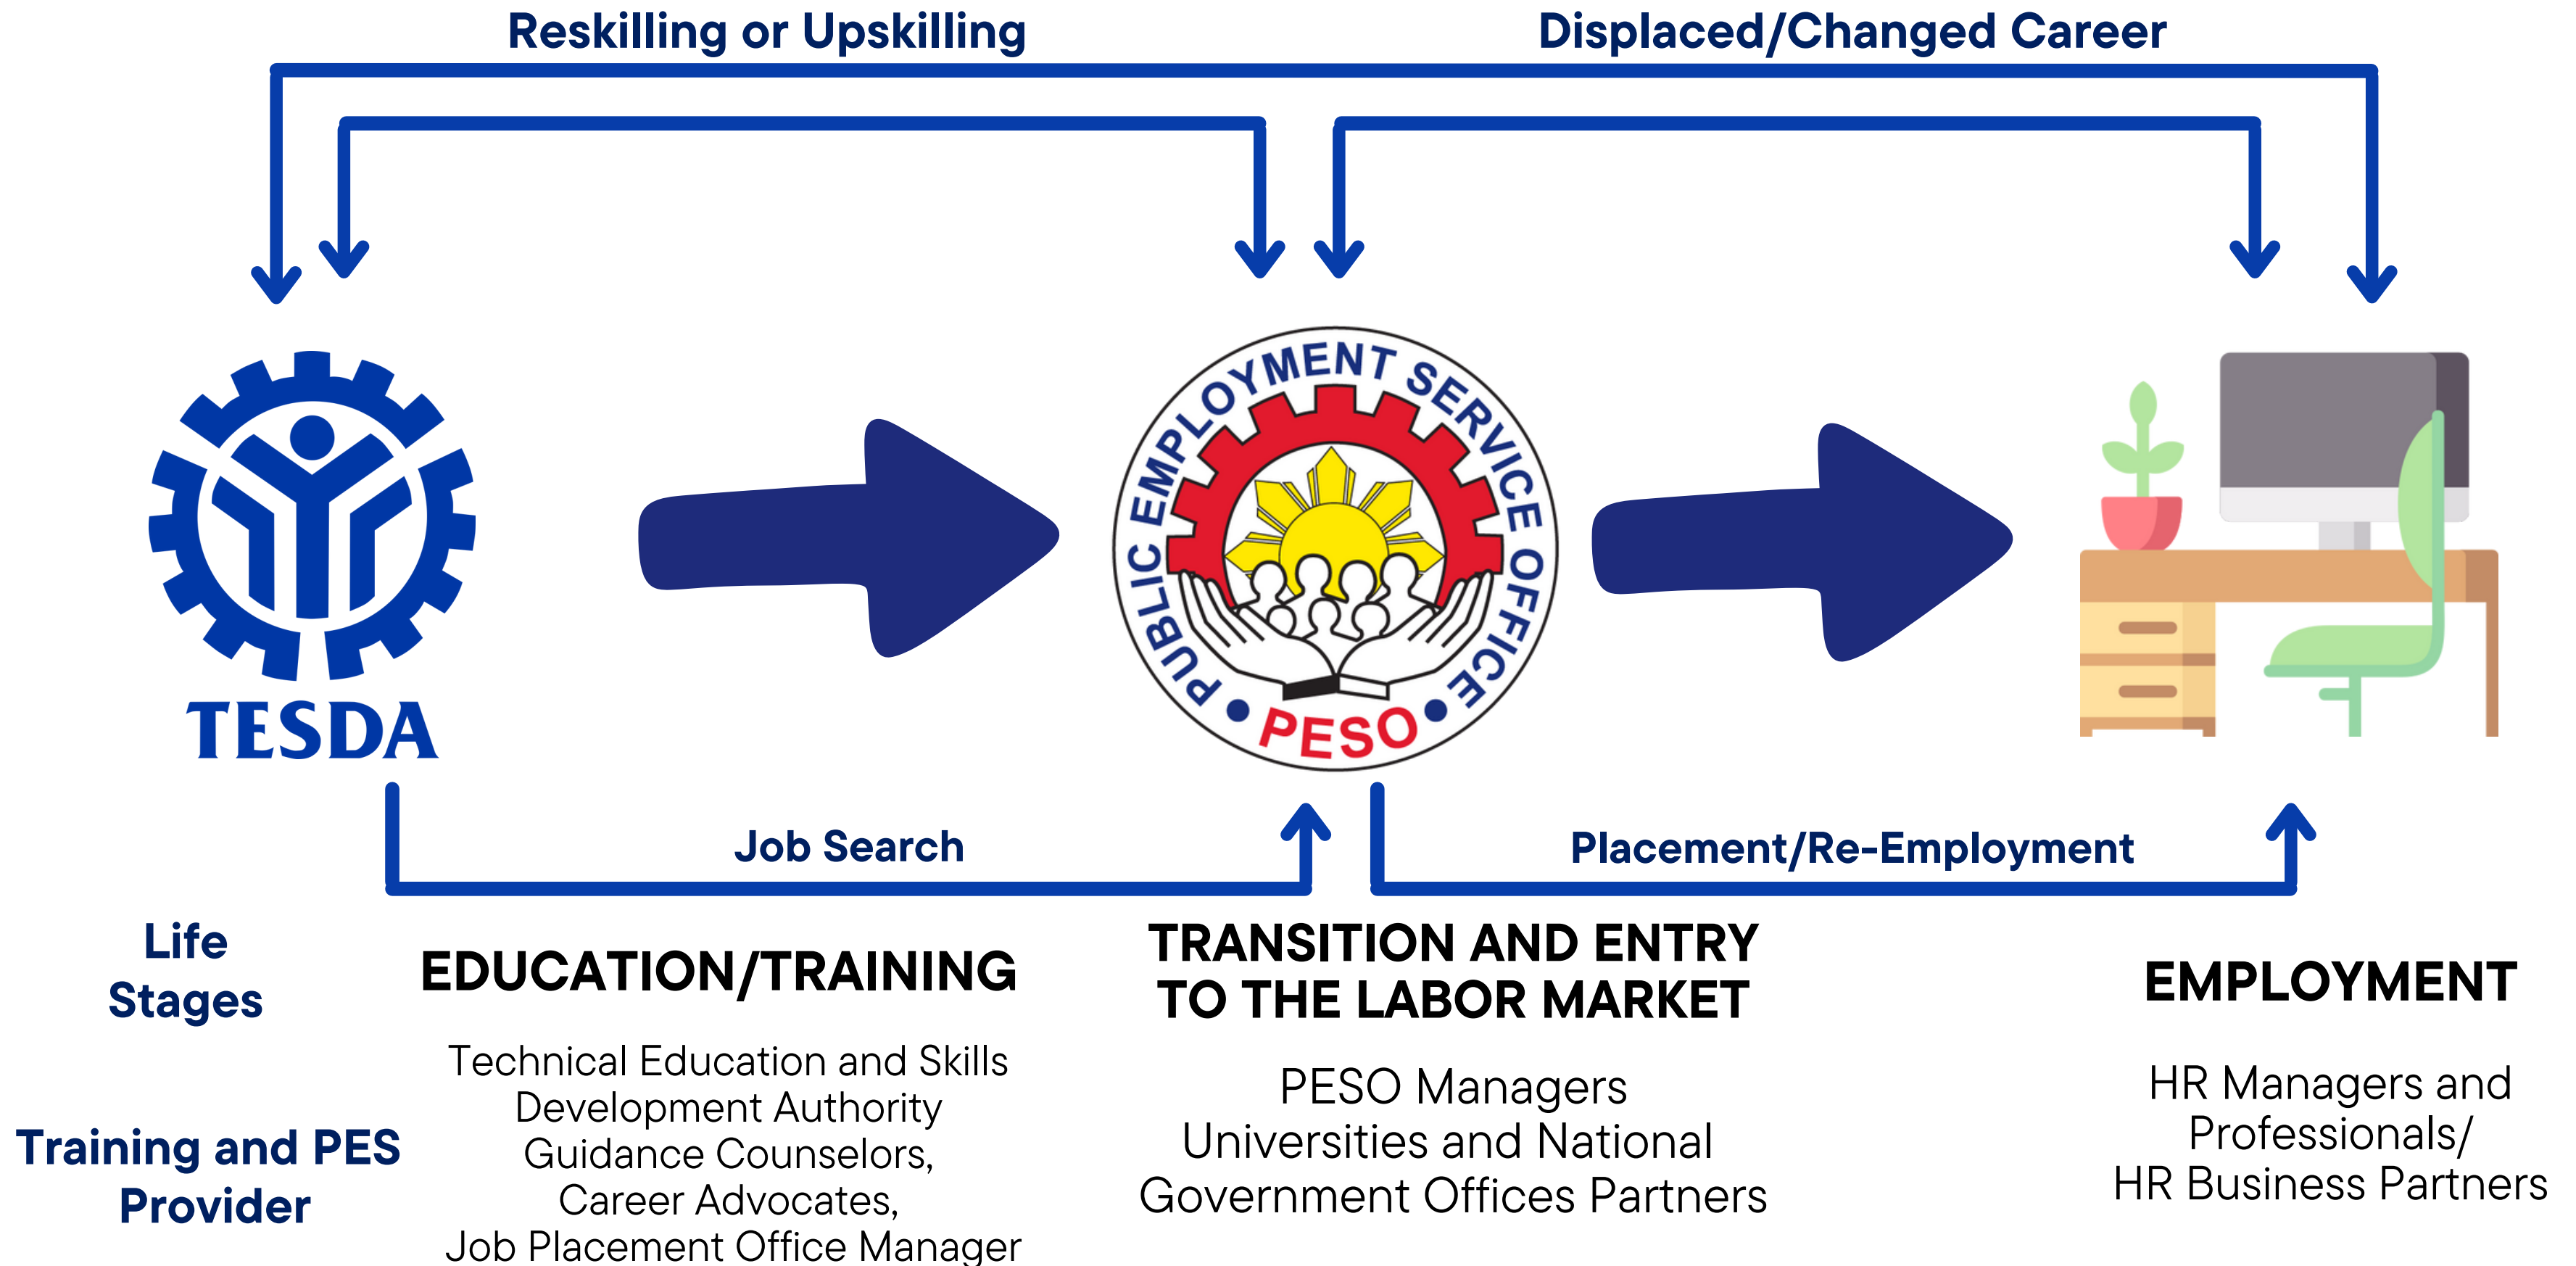 Reskilling or Upskilling
Displaced/Changed Career
PUBLIC EMPLOYMENT SERVICE OFFICE
PESO
TESDA
Job Search
Placement/Re-Employment
Life
Stages
EDUCATION/TRAINING
TRANSITION AND ENTRY
TO THE LABOR MARKET
EMPLOYMENT
Training and PES
Provider
Technical Education and Skills
Development Authority
Guidance Counselors,
Career Advocates,
Job Placement Office Manager
PESO Managers
Universities and National
Government Offices Partners
HR Managers and
Professionals/
HR Business Partners